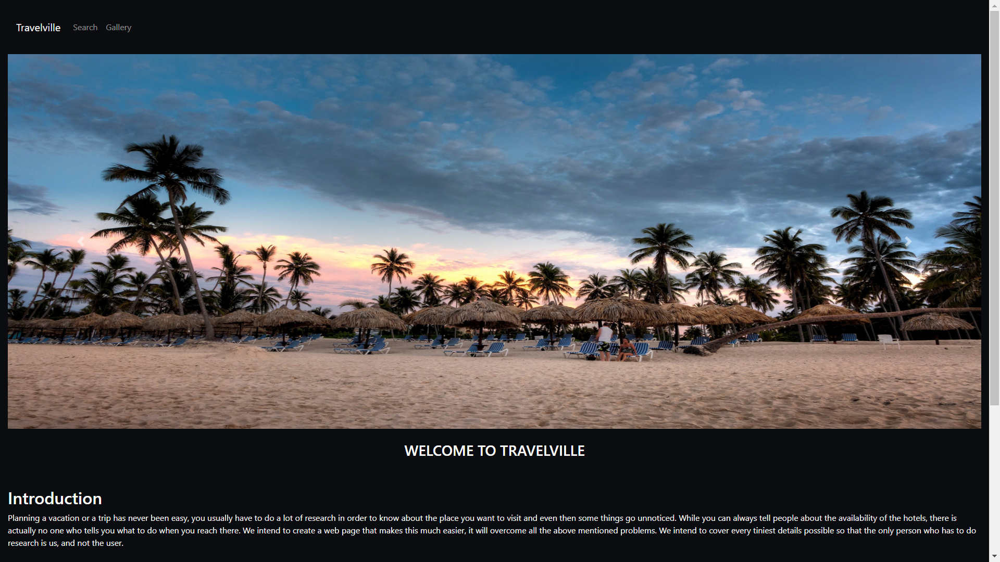 Travelville Search Gallery
WELCOME TO TRAVELVILLE
Introduction
Planning a vacation or a trip has never been easy, you usually have to do a lot of research in order to know about the place you want to visit and even then some things go unnoticed. While you can always tell people about the availability of the hotels, there is
actually no one who tells you what to do when you reach there. We intend to create a web page that makes this much easier, it will overcome all the above mentioned problems. We intend to cover every tiniest details possible so that the only person who has to do
research is us, and not the user.